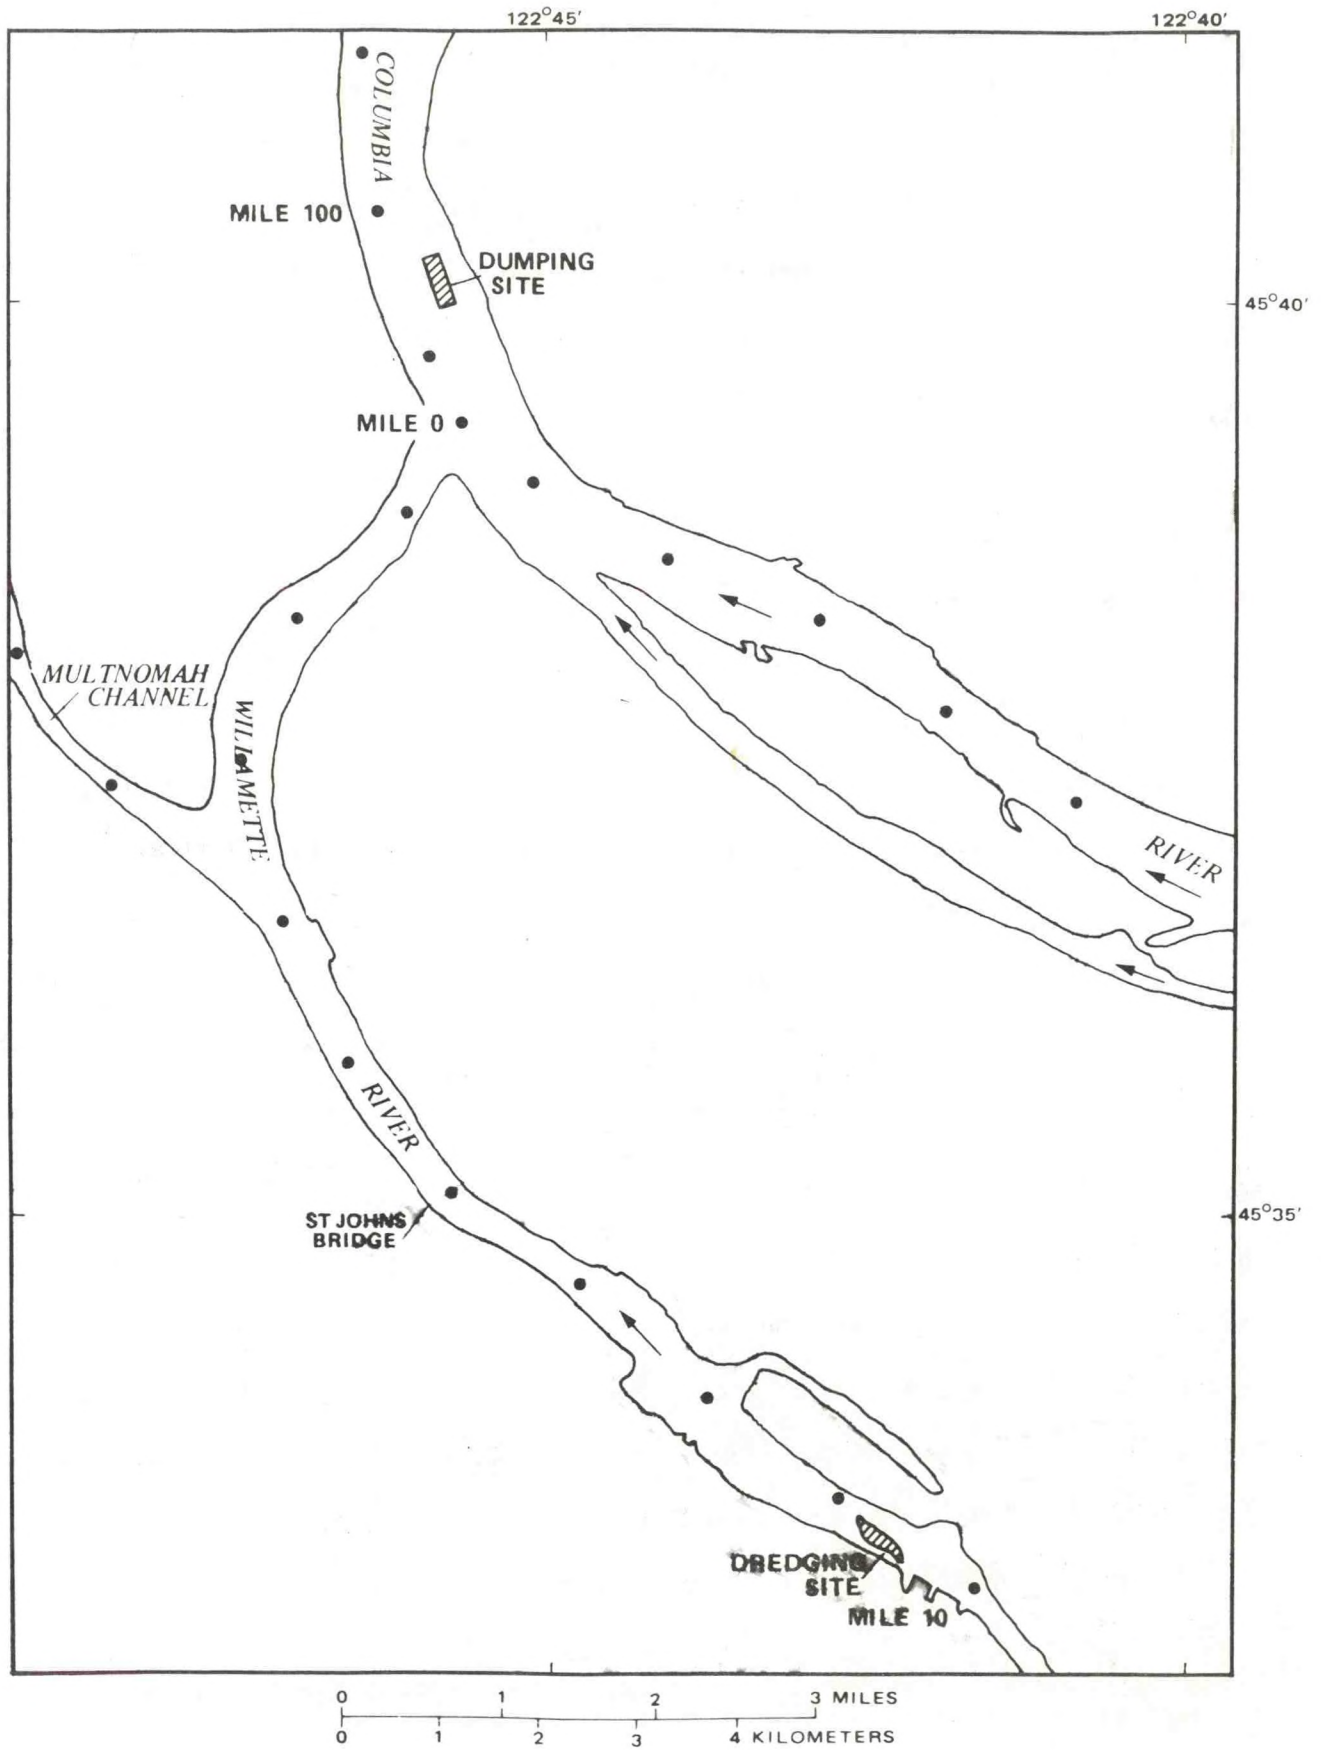 122°45'
122°40'
COLUMBIA
MILE 100
DUMPING
SITE
45°40'
MILE 0
MULTNOMAH
CHANNEL
WILLAMETTE
RIVER
RIVER
45°35'
ST JOHNS
BRIDGE
DREDGING
SITE
MILE 10
0 1 2 3 MILES
0 1 2 3 4 KILOMETERS